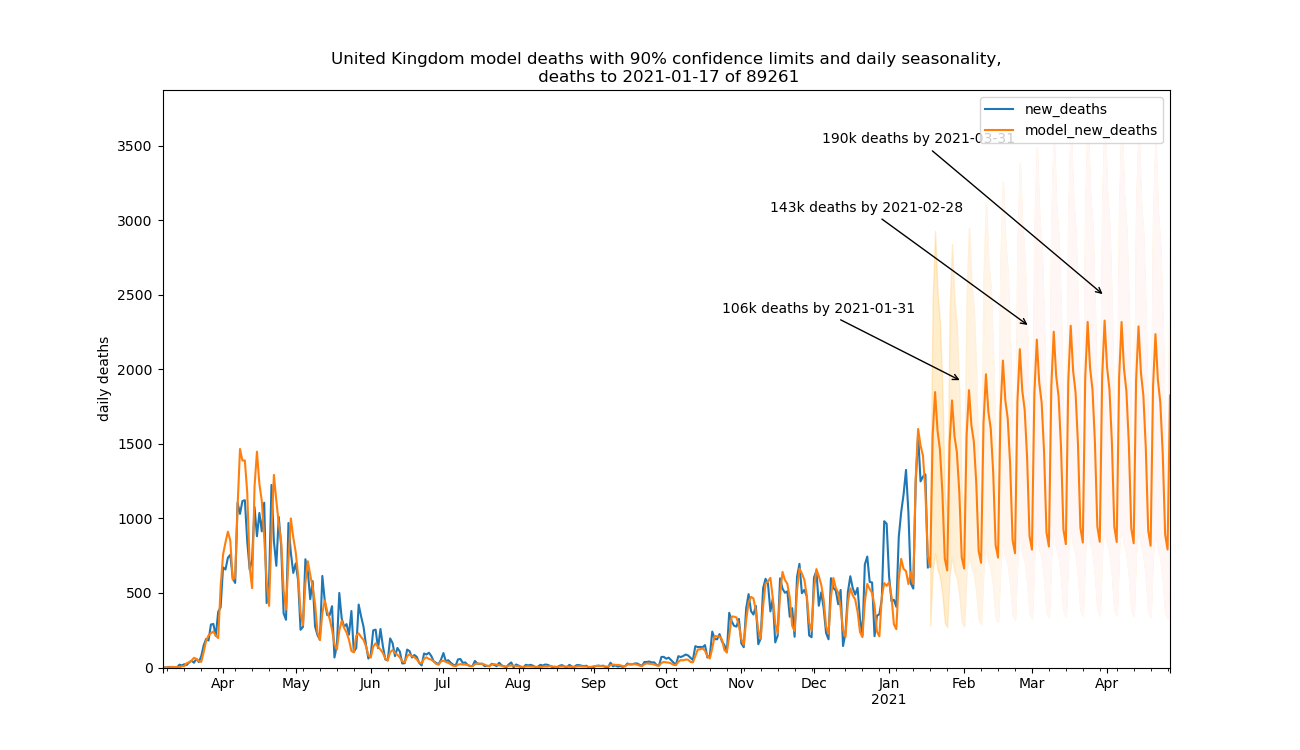 United Kingdom model deaths with 90% confidence limits and daily seasonality,
deaths to 2021-01-17 of 89261
new_deaths
model_new_deaths
190k deaths by 2021-03-31
143k deaths by 2021-02-28
106k deaths by 2021-01-31
daily deaths
3500
3000
2500
2000
1500
1000
500
0
Apr May Jun Jul Aug Sep Oct Nov Dec Jan Feb Mar Apr
2021